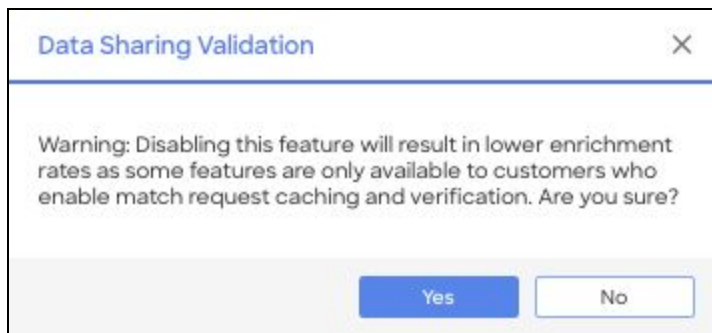 Data Sharing Validation
Warning: Disabling this feature will result in lower enrichment
rates as some features are only available to customers who
enable match request caching and verification. Are you sure?
Yes
No